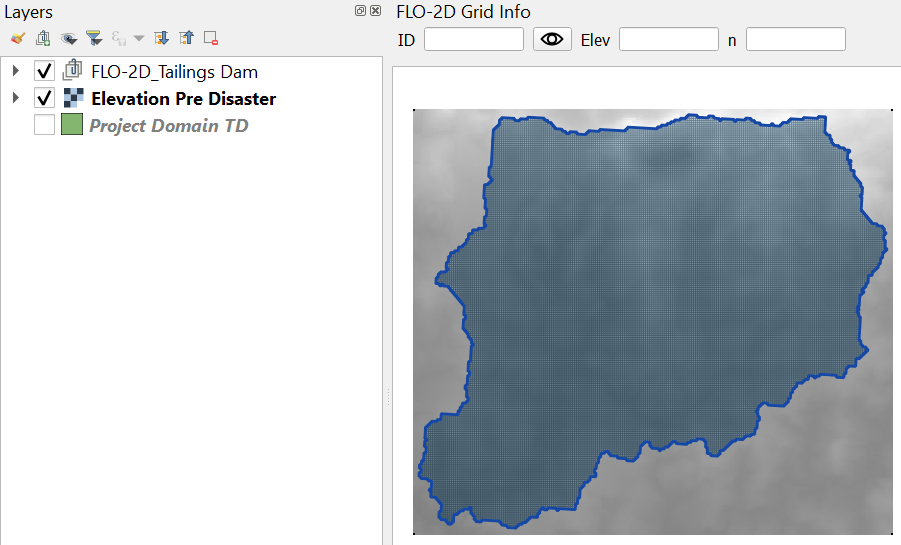 Layers
FLO-2D_Tailings Dam
Elevation Pre Disaster
Project Domain TD
FLO-2D Grid Info
ID Elev n